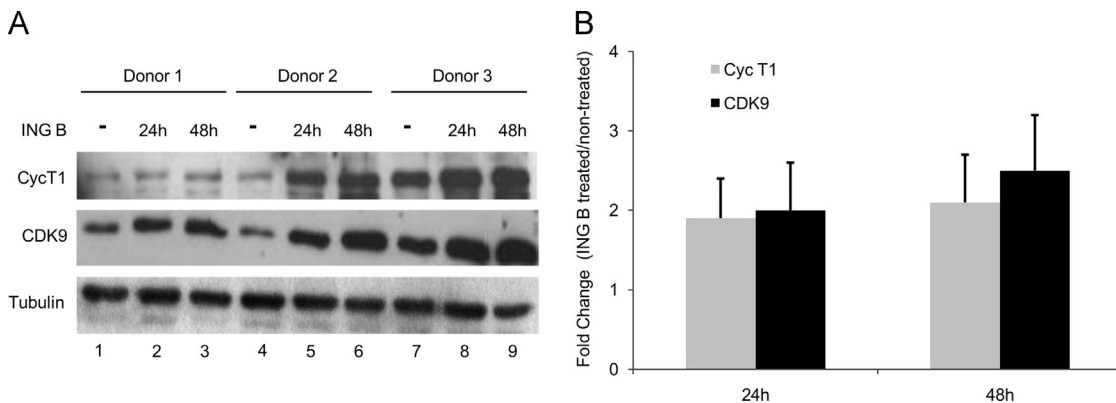 A
Donor 1 Donor 2 Donor 3
ING B - 24h 48h - 24h 48h - 24h 48h
CycT1
CDK9
Tubulin
1 2 3 4 5 6 7 8 9
B
Fold Change (ING B treated/non-treated)
4
3
2
1
0
Cyc T1
CDK9
24h 48h